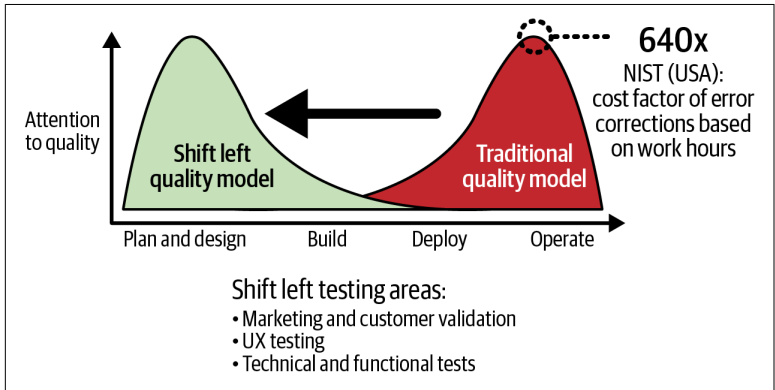 640x
NIST (USA):
cost factor of error
corrections based
on work hours
Attention
to quality
Shift left
quality model
Traditional
quality model
Plan and design
Build
Deploy
Operate
Shift left testing areas:
• Marketing and customer validation
• UX testing
• Technical and functional tests